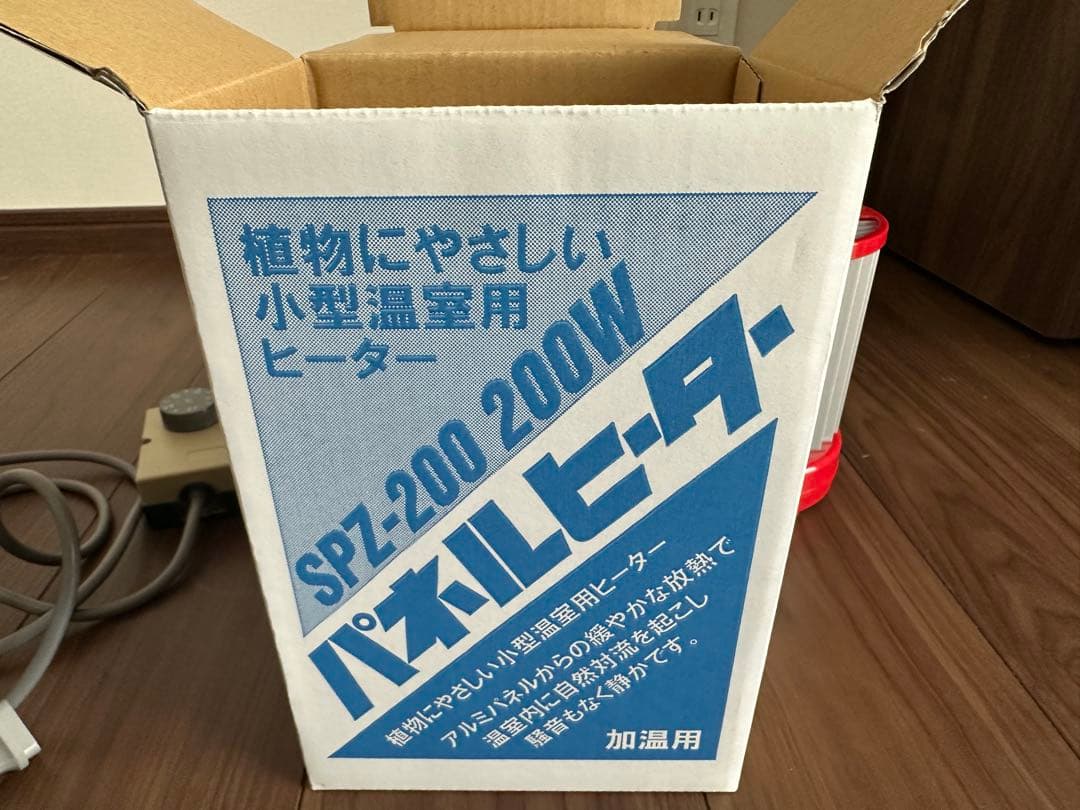 植物にやさしい
小型温室用
ヒーター
SPZ-200 200W
パネルヒーター
植物にやさしい小型温室用ヒーター
アルミパネルからの緩やかな放熱で
温室内に自然対流を起こし
騒音もなく静かです。
加温用